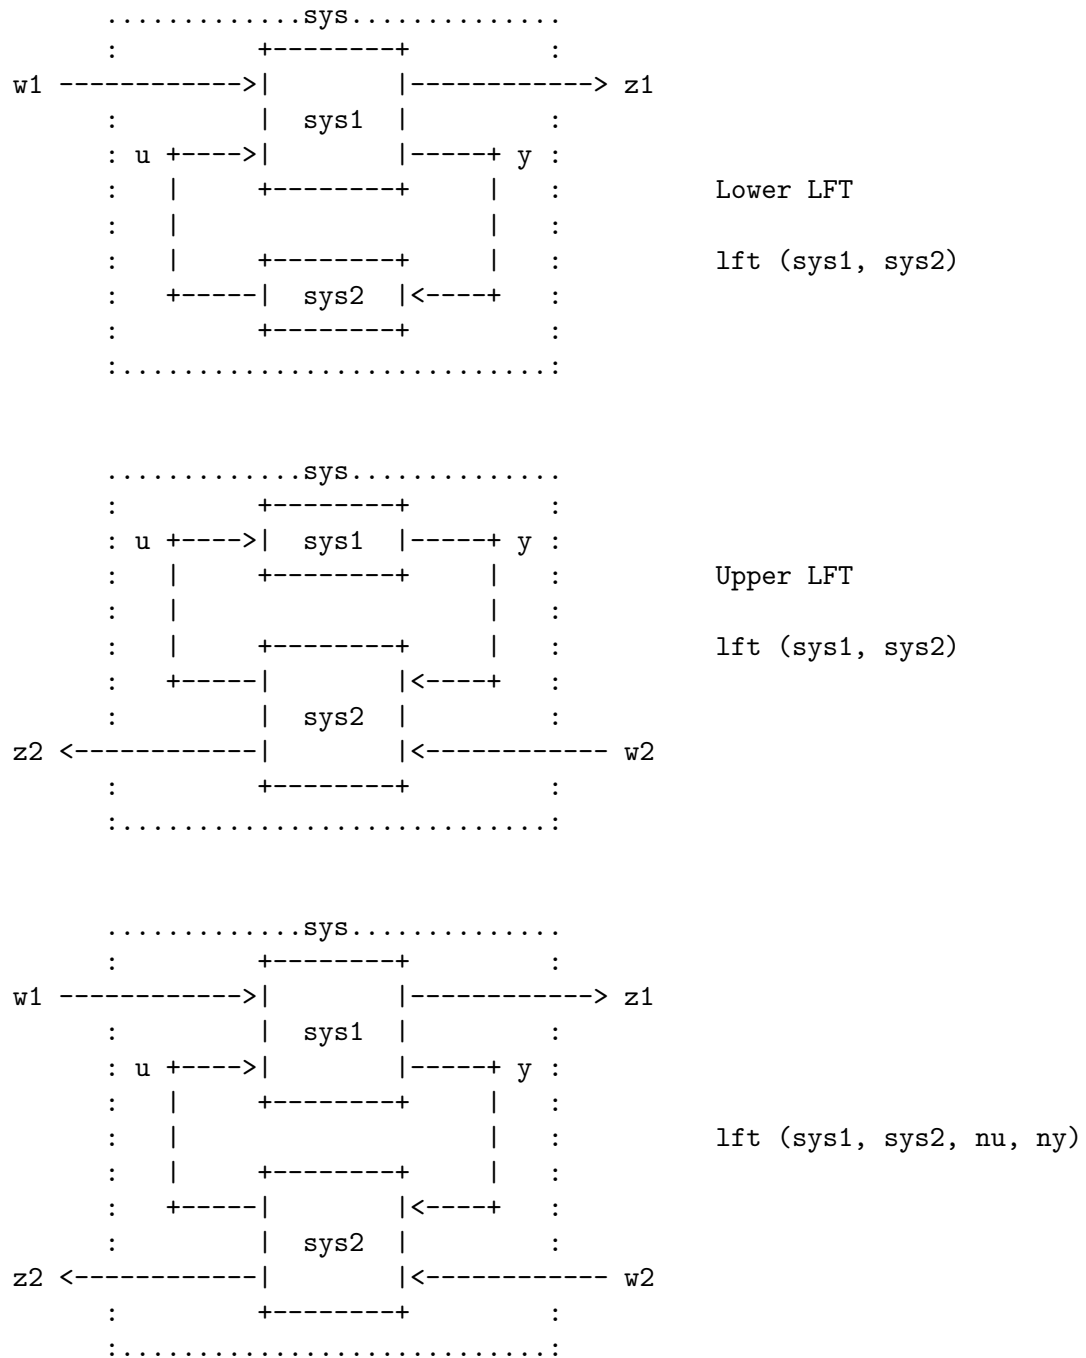 .............sys..............
:         +--------+         :
w1 ------------>|        |------------> z1
:         |  sys1  |         :
: u +---->|        |-----+ y :
:   |     +--------+     |   :
Lower LFT
:   |                    |   :
:   |     +--------+     |   :
lft (sys1, sys2)
:   +-----|  sys2  |<----+   :
:         +--------+         :
:............................:
.............sys..............
:         +--------+         :
: u +---->|  sys1  |-----+ y :
:   |     +--------+     |   :
Upper LFT
:   |                    |   :
:   |     +--------+     |   :
lft (sys1, sys2)
:   +-----|        |<----+   :
:         |  sys2  |         :
z2 <------------|        |<------------ w2
:         +--------+         :
:............................:
.............sys..............
:         +--------+         :
w1 ------------>|        |------------> z1
:         |  sys1  |         :
: u +---->|        |-----+ y :
:   |     +--------+     |   :
:   |                    |   :
lft (sys1, sys2, nu, ny)
:   |     +--------+     |   :
:   +-----|        |<----+   :
:         |  sys2  |         :
z2 <------------|        |<------------ w2
:         +--------+         :
:............................: